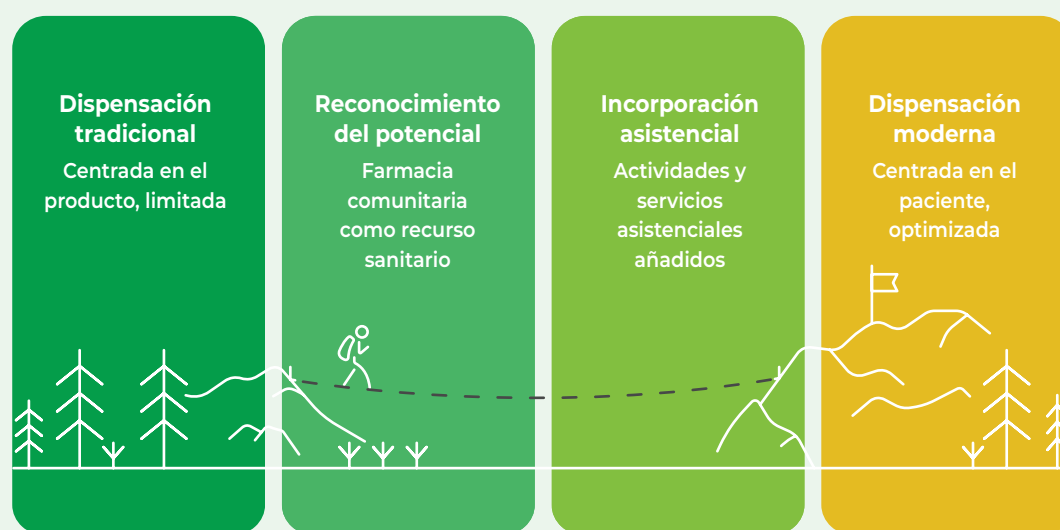 Dispensación
tradicional
Centrada en el
producto, limitada
Reconocimiento
del potencial
Farmacia
comunitaria
como recurso
sanitario
Incorporación
asistencial
Actividades y
servicios
asistenciales
añadidos
Dispensación
moderna
Centrada en el
paciente,
optimizada